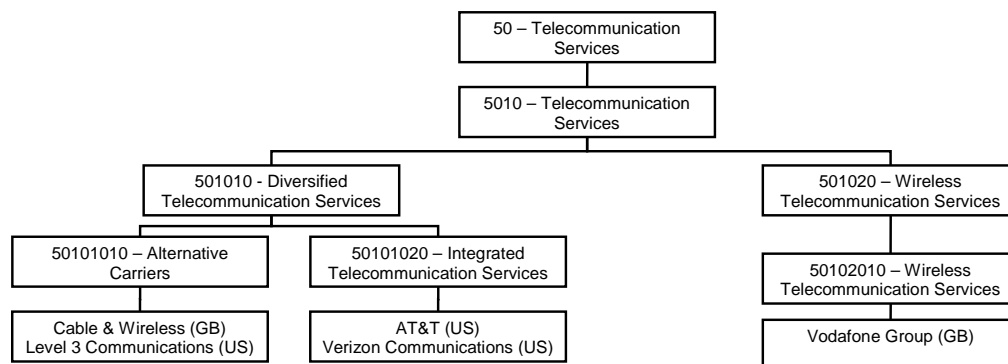 50 – Telecommunication
Services
5010 – Telecommunication
Services
501010 - Diversified
Telecommunication Services
501020 – Wireless
Telecommunication Services
50101010 – Alternative
Carriers
50101020 – Integrated
Telecommunication Services
50102010 – Wireless
Telecommunication Services
Cable & Wireless (GB)
Level 3 Communications (US)
AT&T (US)
Verizon Communications (US)
Vodafone Group (GB)